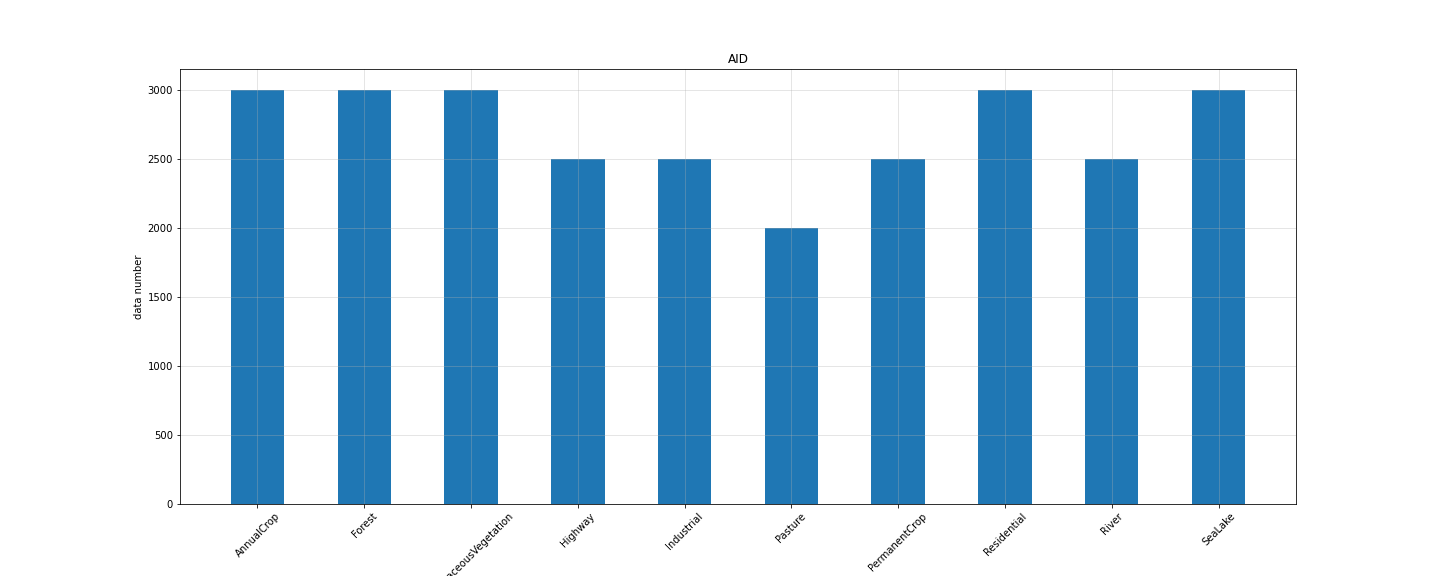 AID
3000
2500
2000
1500
1000
500
0
data number
AnnualCrop
Forest
aceousVegetation
Highway
Industrial
Pasture
PermanentCrop
Residential
River
SeaLake